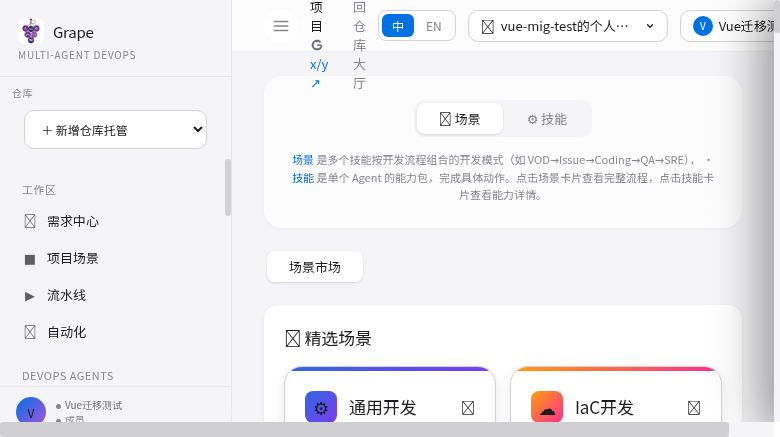 Grape
MULTI-AGENT DEVOPS
仓库
＋ 新增仓库托管
工作区
需求中心
项目场景
流水线
自动化
DEVOPS AGENTS
V
Vue迁移测试
成员
项目
G
x/y
↗
回仓库大厅
中
EN
vue-mig-test的个人…
V
Vue迁移测
场景
技能
场景 是多个技能按开发流程组合的开发模式（如 VOD→Issue→Coding→QA→SRE），·
技能 是单个 Agent 的能力包，完成具体动作。点击场景卡片查看完整流程，点击技能卡
片查看能力详情。
场景市场
精选场景
通用开发
IaC开发